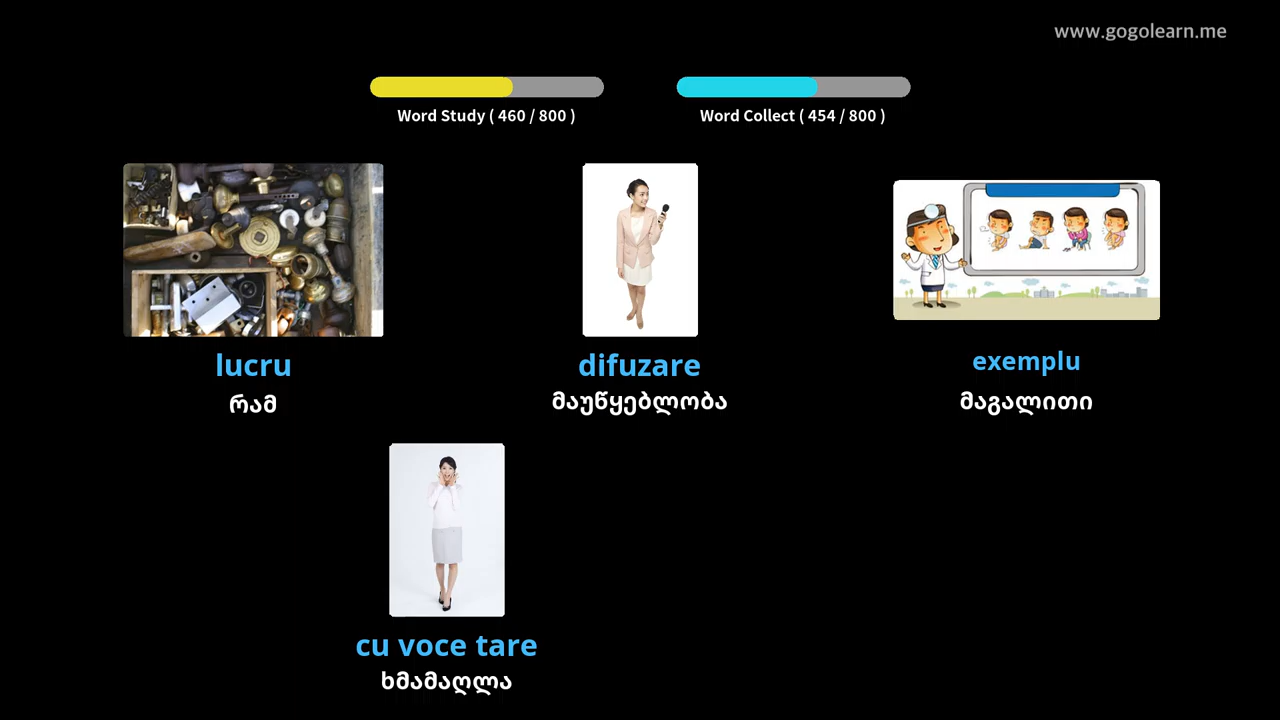 www.gogolearn.me
Word Study ( 460 / 800 )
Word Collect ( 454 / 800 )
lucru
რამ
difuzare
მაუწყებლობა
exemplu
მაგალითი
cu voce tare
ხმამაღლა